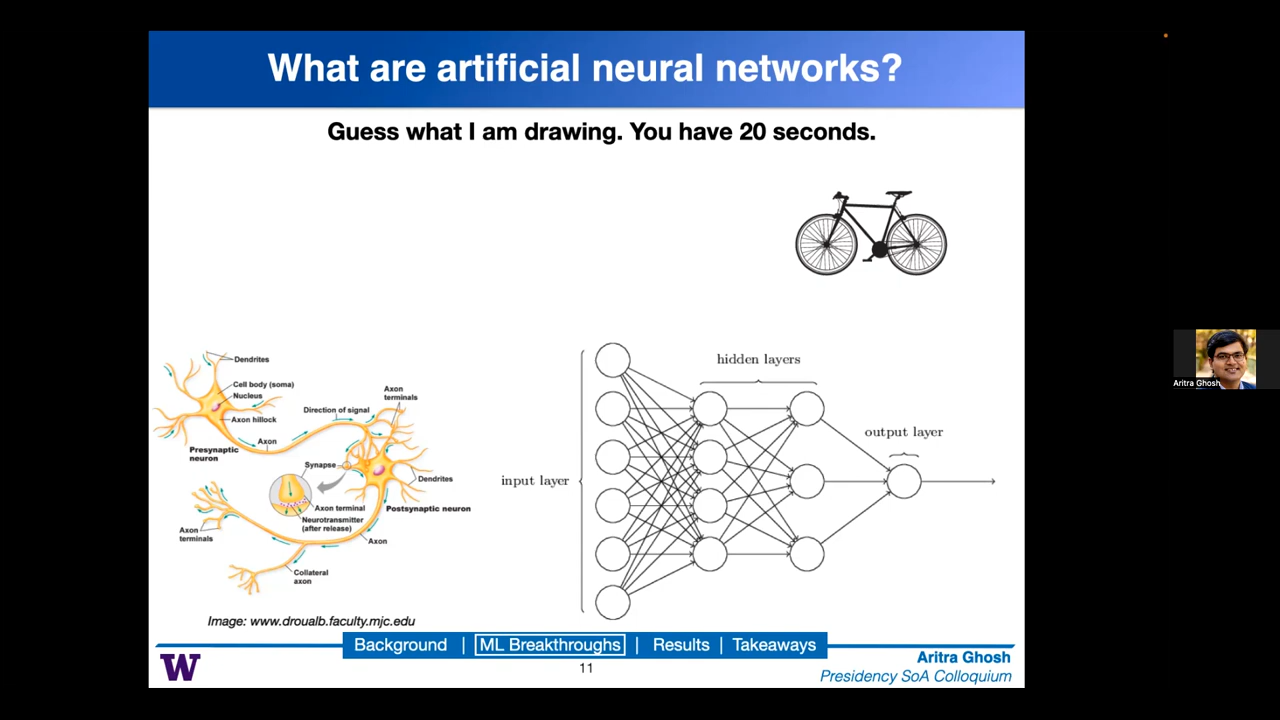 What are artificial neural networks?
Guess what I am drawing. You have 20 seconds.
Dendrites
Cell body (soma)
Nucleus
Axon hillock
Axon
Presynaptic
neuron
Direction of signal
Axon
terminals
Synapse
Dendrites
Axon terminal
Neurotransmitter
(after release)
Postsynaptic neuron
Axon
terminals
Axon
Collateral
axon
Image: www.droualb.faculty.mjc.edu
input layer
hidden layers
output layer
Aritra Ghosh
Background | ML Breakthroughs | Results | Takeaways
W
11
Aritra Ghosh
Presidency SoA Colloquium